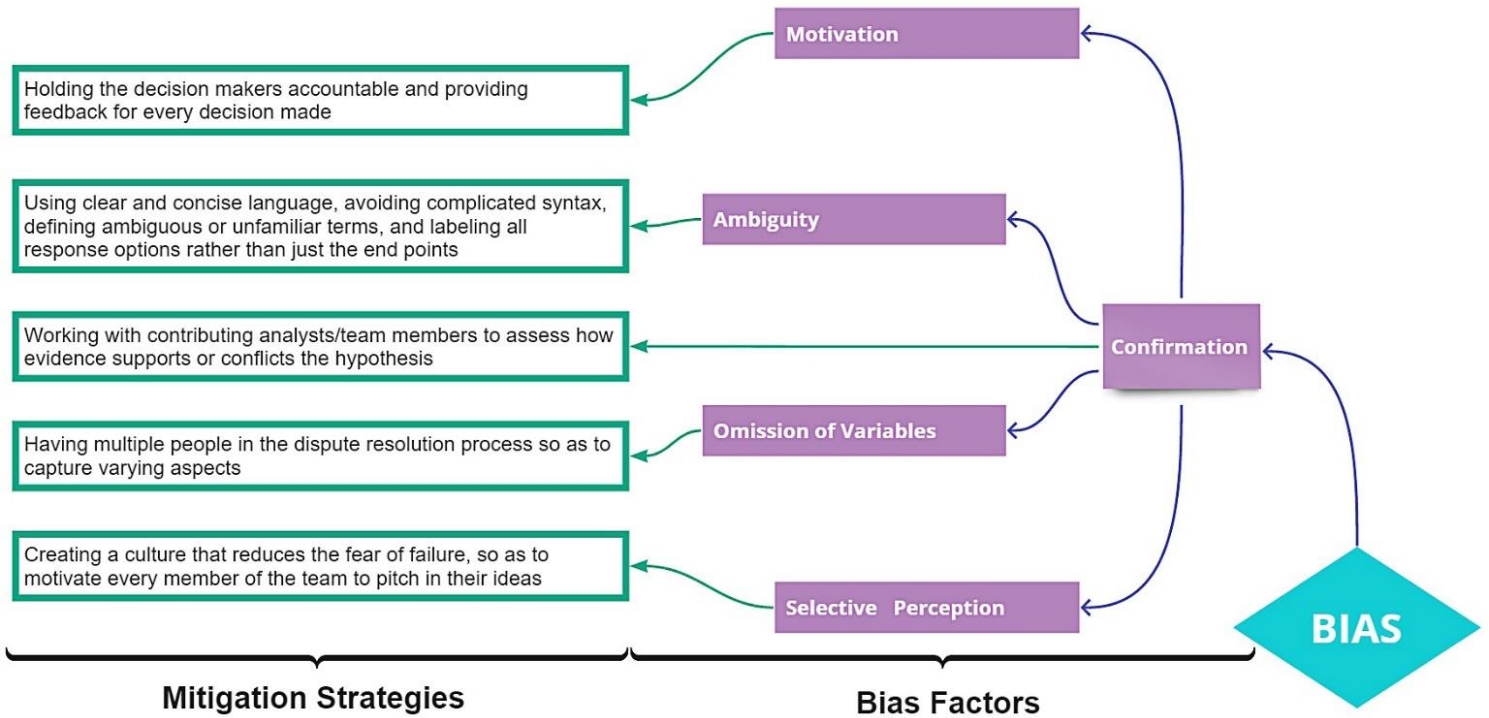 Motivation
Holding the decision makers accountable and providing
feedback for every decision made
Using clear and concise language, avoiding complicated syntax,
defining ambiguous or unfamiliar terms, and labeling all
response options rather than just the end points
Ambiguity
Working with contributing analysts/team members to assess how
evidence supports or conflicts the hypothesis
Confirmation
Having multiple people in the dispute resolution process so as to
capture varying aspects
Omission of Variables
Creating a culture that reduces the fear of failure, so as to
motivate every member of the team to pitch in their ideas
Selective Perception
BIAS
Mitigation Strategies
Bias Factors